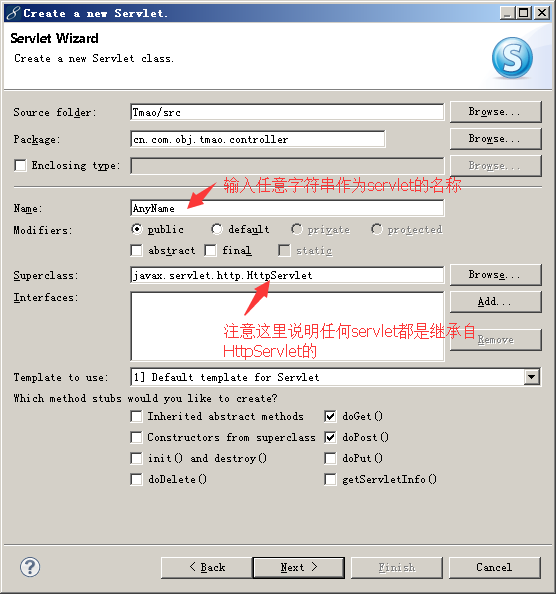 Create a new Servlet.
Servlet Wizard
Create a new Servlet class.
Source folder: Tmao/src Browse...
Package: cn.com.obj.tmao.controller Browse...
Enclosing type: Browse...
输入任意字符串作为servlet的名称
Name: AnyName
Modifiers: public default private protected
abstract final static
Superclass: javax.servlet.http.HttpServlet Browse...
Interfaces: Add...
注意这里说明任何servlet都是继承自
HttpServlet的
Remove
Template to use: 1] Default template for Servlet
Which method stubs would you like to create?
Inherited abstract methods doGet()
Constructors from superclass doPost()
init() and destroy() doPut()
doDelete() getServletInfo()
? < Back Next > Finish Cancel